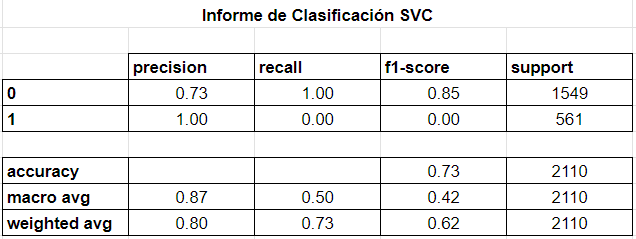 Informe de Clasificación SVC
precision recall f1-score support
0 0.73 1.00 0.85 1549
1 1.00 0.00 0.00 561
accuracy 0.73 2110
macro avg 0.87 0.50 0.42 2110
weighted avg 0.80 0.73 0.62 2110